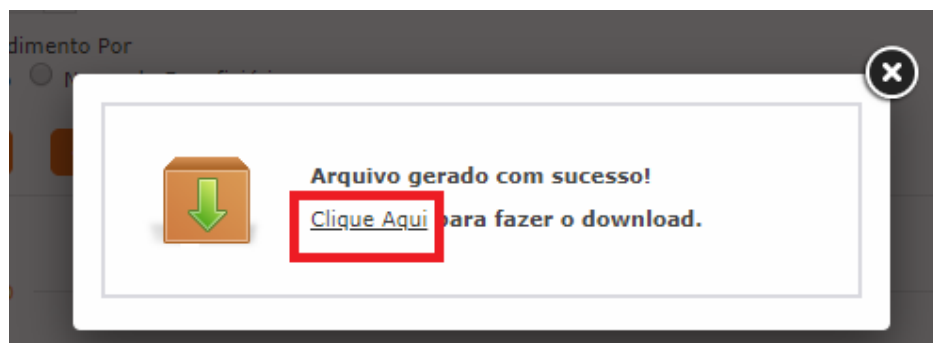 dimento Por
Arquivo gerado com sucesso!
Clique Aqui para fazer o download.